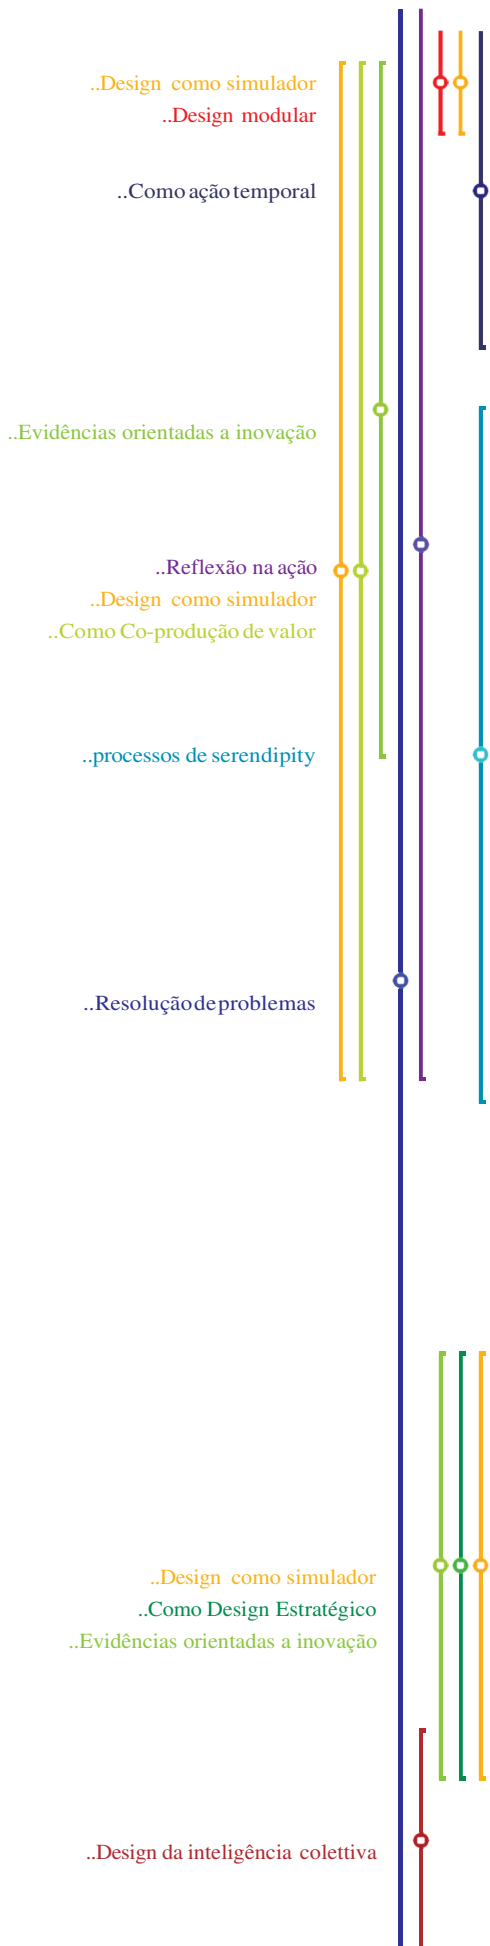 ..Design como simulador
..Design modular
..Como ação temporal
..Evidências orientadas a inovação
..Reflexão na ação
..Design como simulador
..Como Co-produção de valor
..processos de serendipity
..Resolução de problemas
..Design como simulador
..Como Design Estratégico
..Evidências orientadas a inovação
..Design da inteligência colettiva